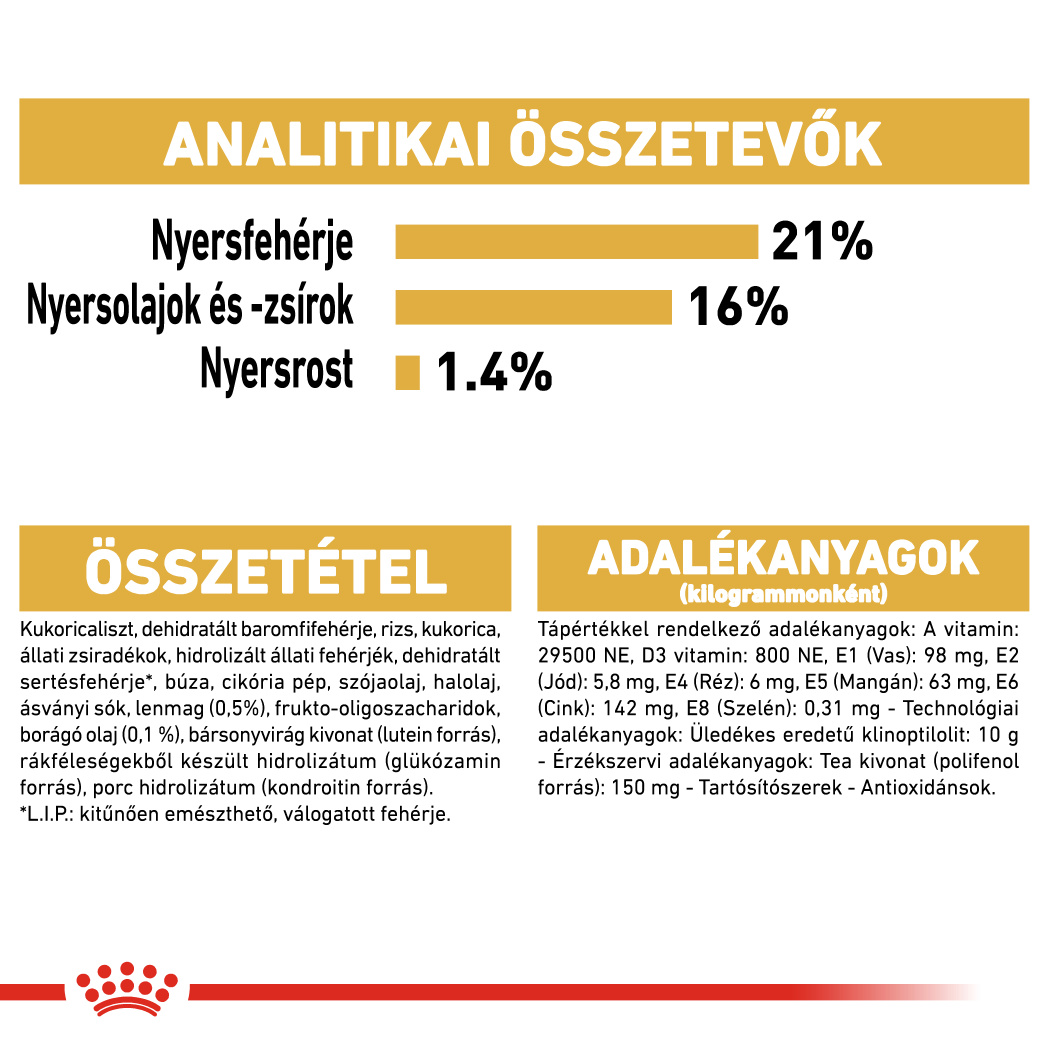 ANALITIKAI ÖSSZETEVŐK
Nyersfehérje 21%
Nyersolajok és -zsírok 16%
Nyersrost 1.4%
ÖSSZETÉTEL
Kukoricaliszt, dehidratált baromfifehérje, rizs, kukorica,
állati zsiradékok, hidrolizált állati fehérjék, dehidratált
sertésfehérje*, búza, cikória pép, szójaolaj, halolaj,
ásványi sók, lenmag (0,5%), frukto-oligoszacharidok,
borágó olaj (0,1 %), bársonyvirág kivonat (lutein forrás),
rákféleségekből készült hidrolizátum (glükózamin
forrás), porc hidrolizátum (kondroitin forrás).
*L.I.P.: kitűnően emészthető, válogatott fehérje.
ADALÉKANYAGOK
(kilogrammonként)
Tápértékkel rendelkező adalékanyagok: A vitamin:
29500 NE, D3 vitamin: 800 NE, E1 (Vas): 98 mg, E2
(Jód): 5,8 mg, E4 (Réz): 6 mg, E5 (Mangán): 63 mg, E6
(Cink): 142 mg, E8 (Szelén): 0,31 mg - Technológiai
adalékanyagok: Üledékes eredetű klinoptilolit: 10 g
- Érzékszervi adalékanyagok: Tea kivonat (polifenol
forrás): 150 mg - Tartósítószerek - Antioxidánsok.